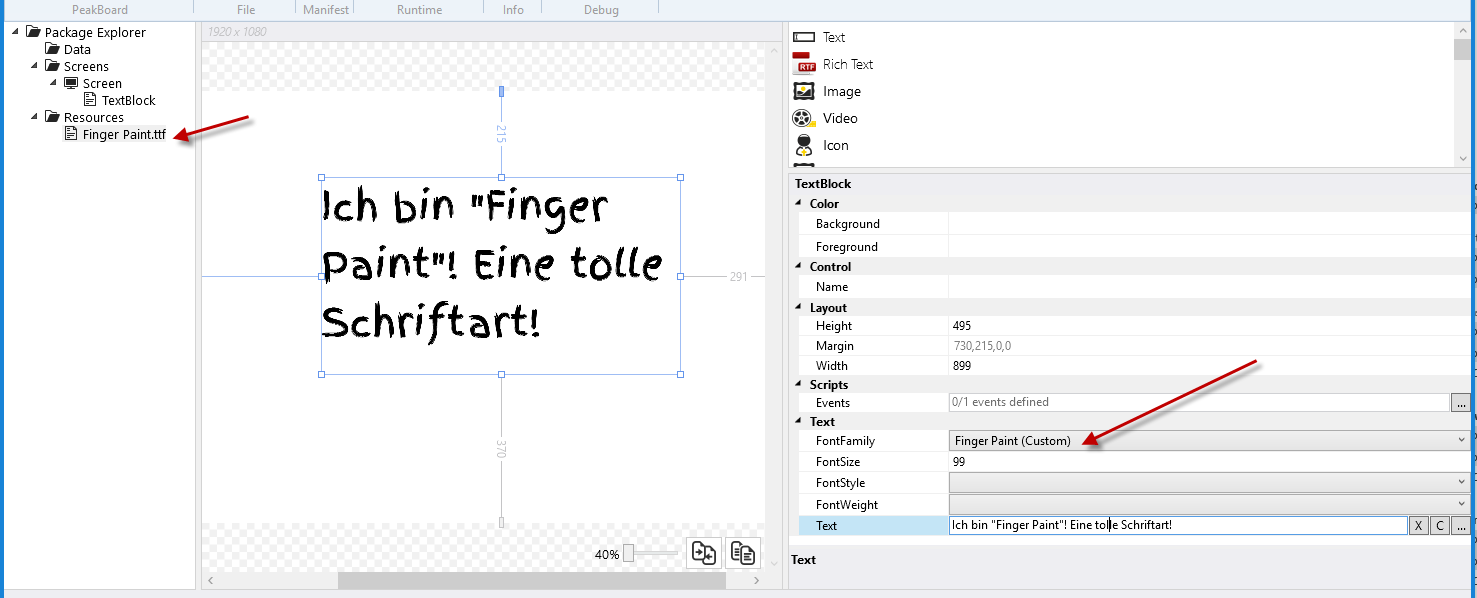 PeakBoard File Manifest Runtime Info Debug
Package Explorer
Data
Screens
Screen
TextBlock
Resources
Finger Paint.ttf
1920 x 1080
215
Ich bin "Finger
Paint"! Eine tolle
Schriftart!
291
370
40%
Text
Rich Text
Image
Video
Icon
TextBlock
Color
Background
Foreground
Control
Name
Layout
Height 495
Margin 730,215,0,0
Width 899
Scripts
Events 0/1 events defined ...
Text
FontFamily Finger Paint (Custom)
FontSize 99
FontStyle
FontWeight
Text Ich bin "Finger Paint"! Eine tolle Schriftart! X C ...
Text